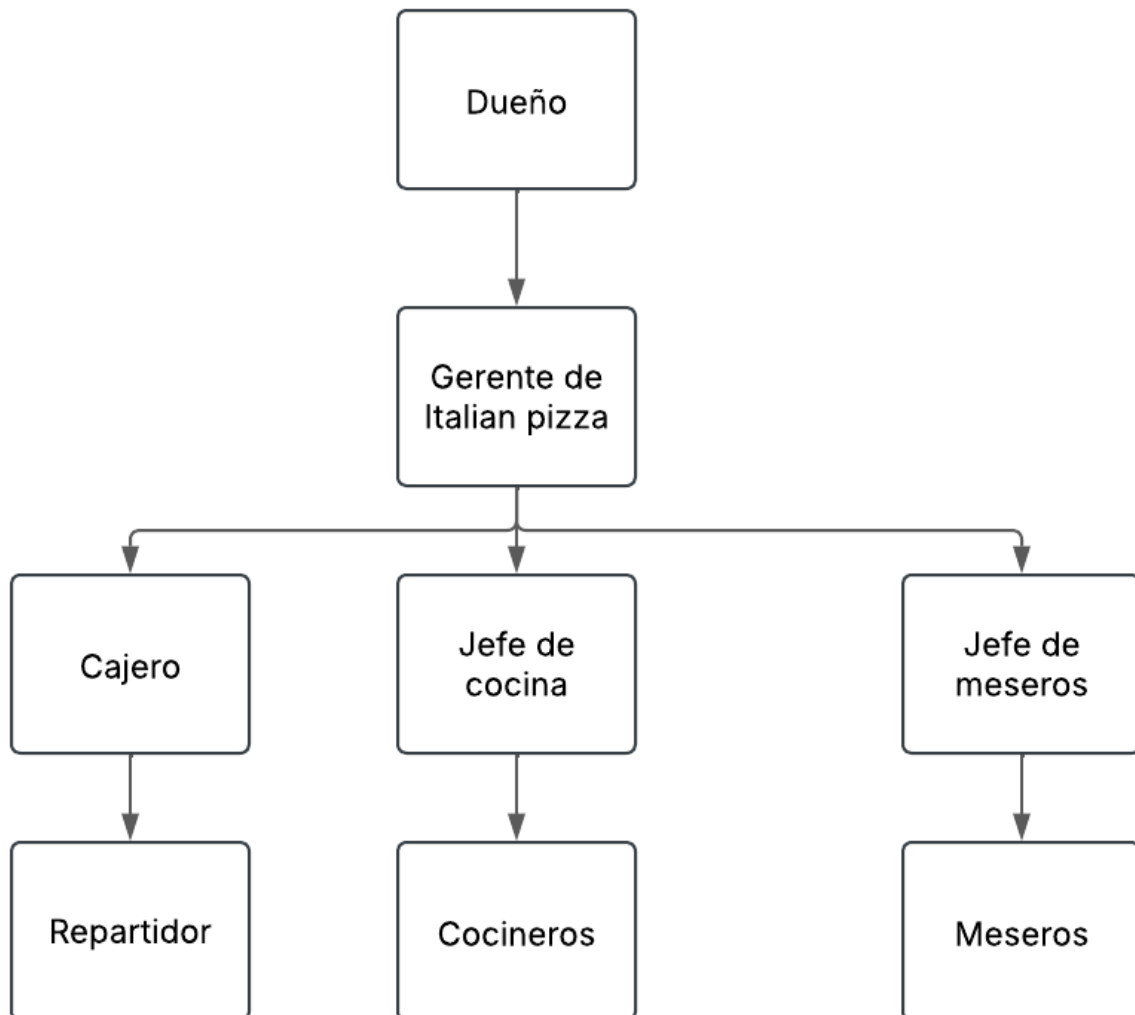 Dueño
Gerente de
Italian pizza
Cajero
Jefe de
cocina
Jefe de
meseros
Repartidor
Cocineros
Meseros